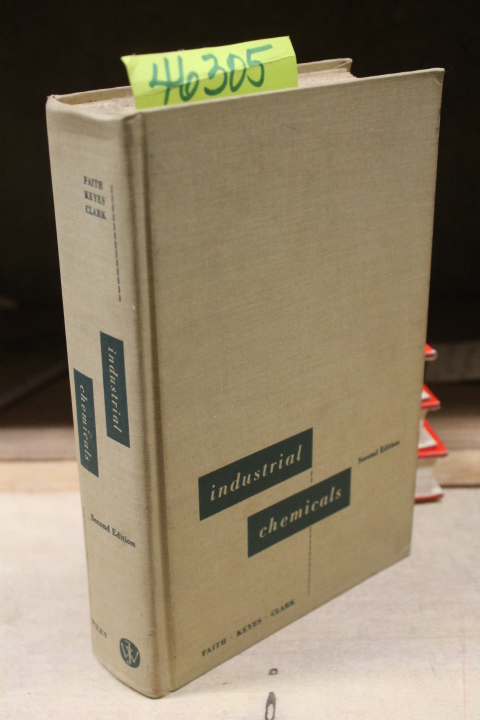 46305
FAITH
KEYES
CLARK
industrial
chemicals
Second Edition
WILEY
industrial
chemicals
Second Edition
FAITH · KEYES · CLARK